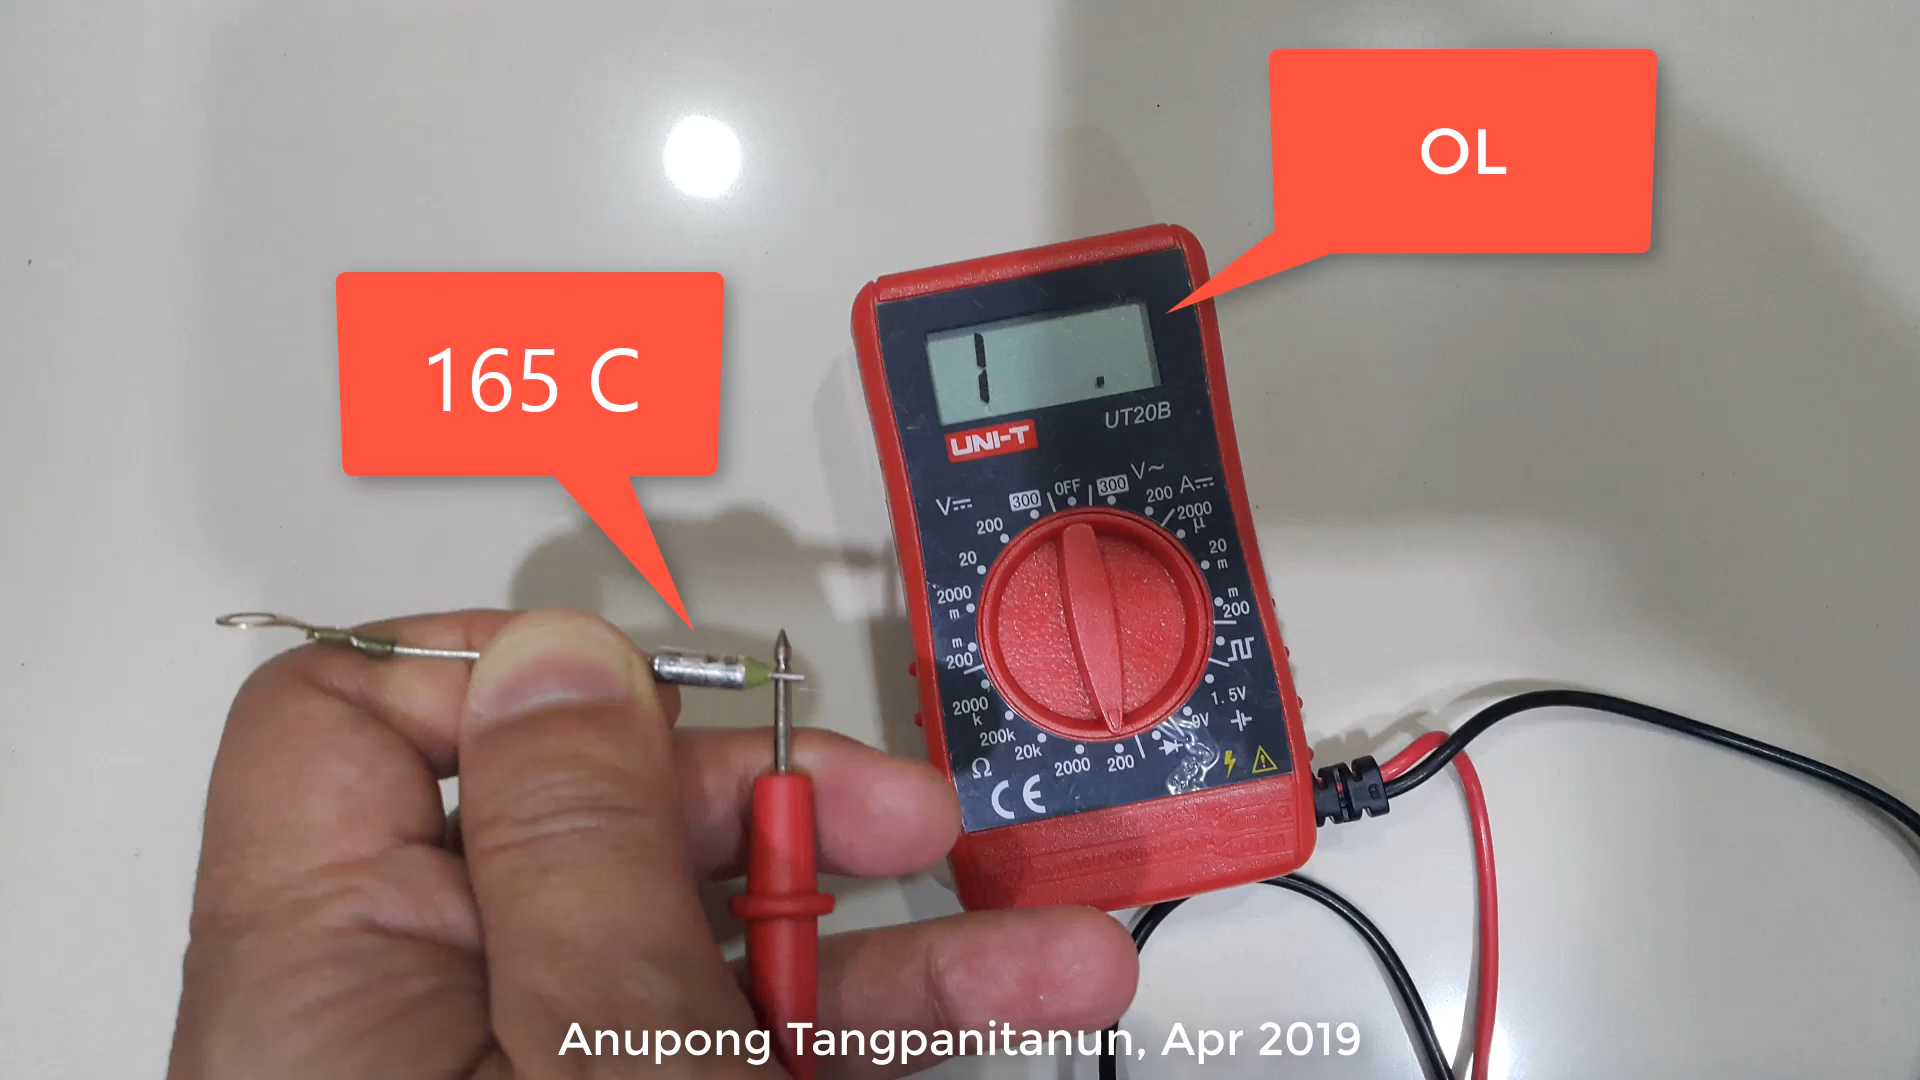 OL
165 C
1 .
UT20B
UNI-T
V⎓
300
OFF
300
V~
200
A⎓
200
2000
µ
20
20
m
2000
m
m
200
m
200
2000
k
1.5V
200k
9V
20k
Ω
2000
200
CE
Anupong Tangpanitanun, Apr 2019